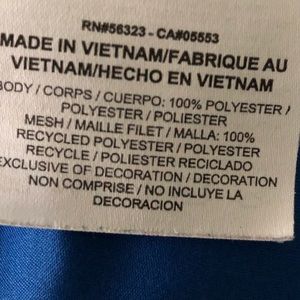 RN#56323 - CA#05553
MADE IN VIETNAM/FABRIQUE AU
VIETNAM/HECHO EN VIETNAM
BODY / CORPS / CUERPO: 100% POLYESTER /
POLYESTER / POLIESTER
MESH / MAILLE FILET / MALLA: 100%
RECYCLED POLYESTER / POLYESTER
RECYCLE / POLIESTER RECICLADO
EXCLUSIVE OF DECORATION / DECORATION
NON COMPRISE / NO INCLUYE LA
DECORACION